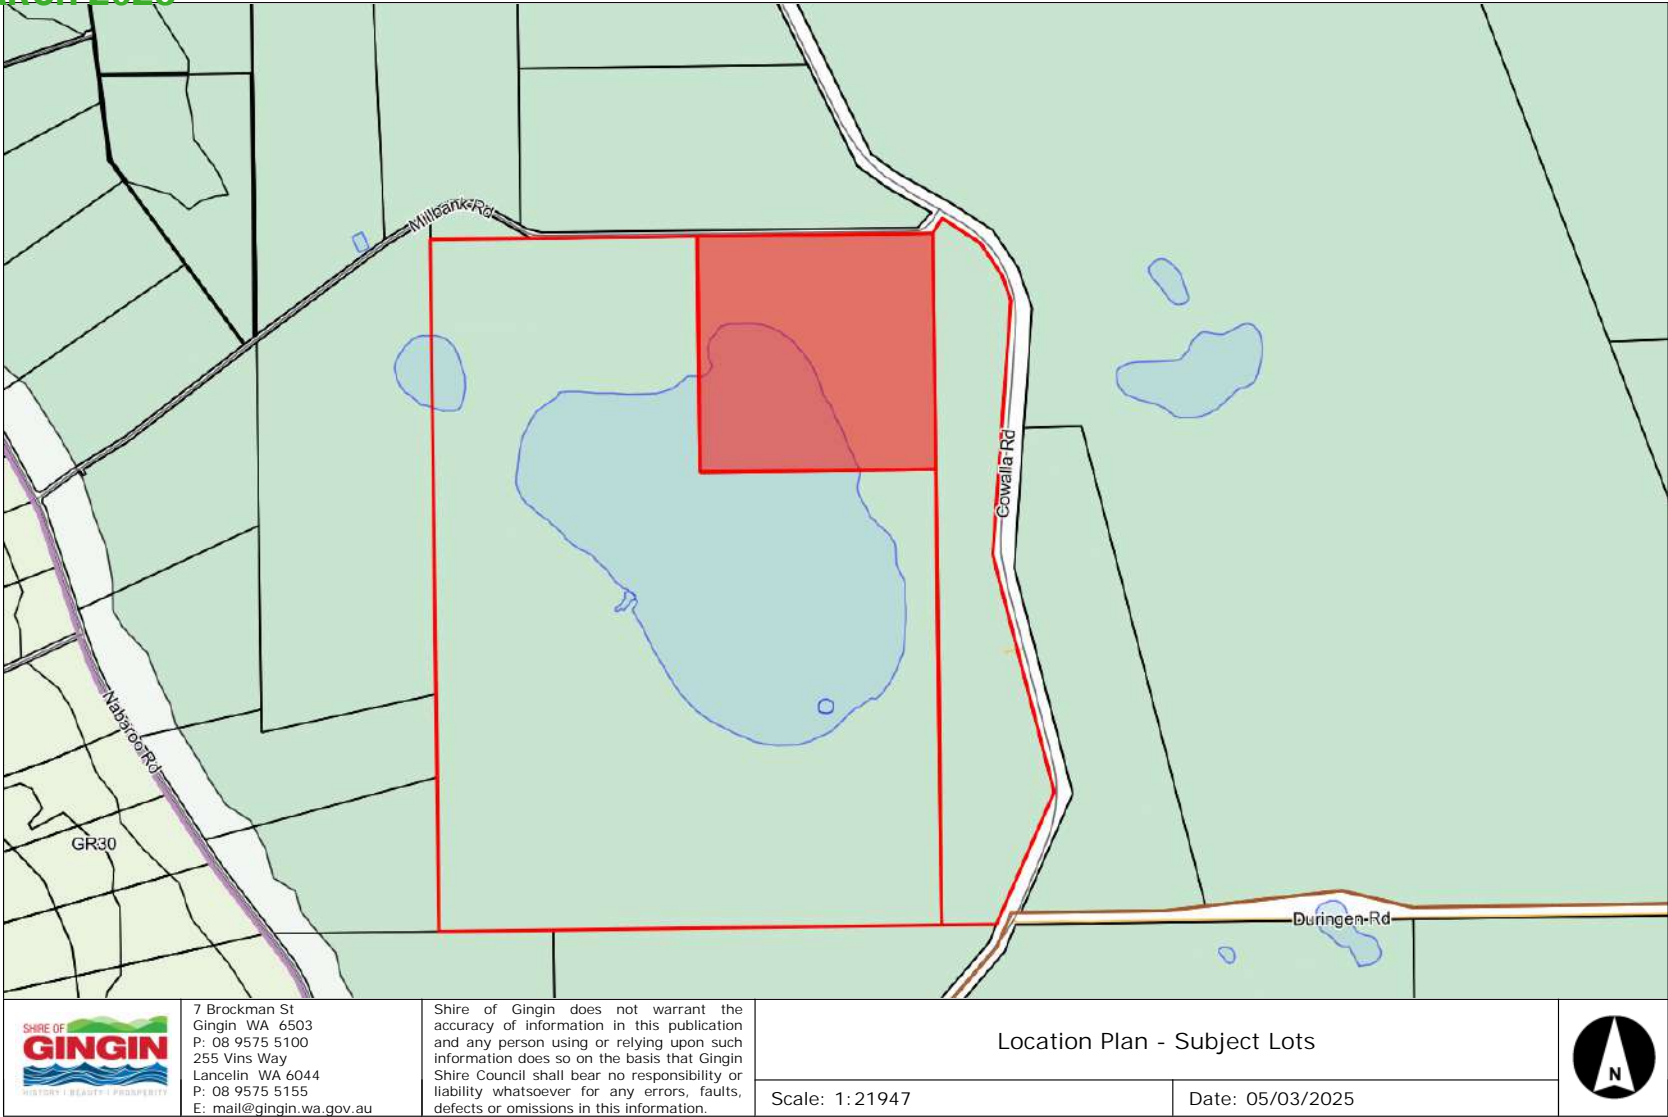 Millbank Rd
Cowalla Rd
Nabaroo Rd
GR30
Duringen Rd
SHIRE OF
GINGIN
HISTORY | BEAUTY | PROSPERITY
7 Brockman St
Gingin WA 6503
P: 08 9575 5100
255 Vins Way
Lancelin WA 6044
P: 08 9575 5155
E: mail@gingin.wa.gov.au
Shire of Gingin does not warrant the
accuracy of information in this publication
and any person using or relying upon such
information does so on the basis that Gingin
Shire Council shall bear no responsibility or
liability whatsoever for any errors, faults,
defects or omissions in this information.
Location Plan - Subject Lots
Scale: 1:21947
Date: 05/03/2025
N